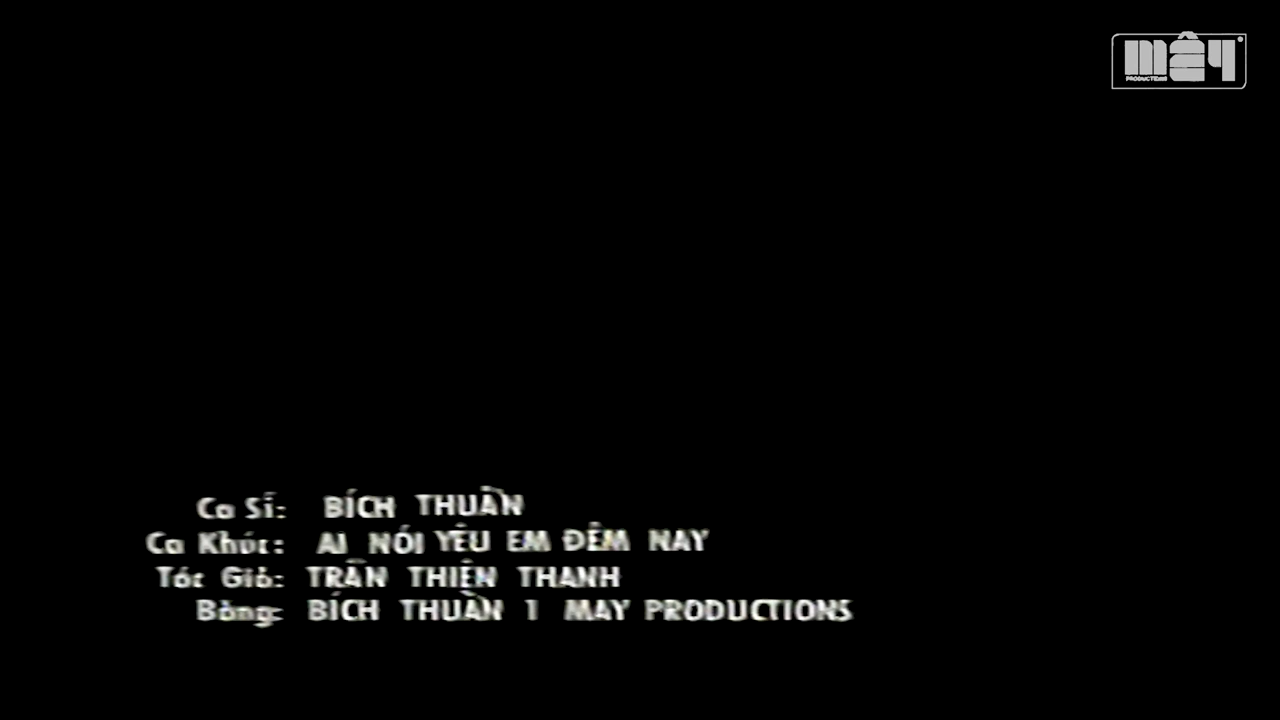 mây
PRODUCTIONS
Ca Sĩ: BÍCH THUẦN
Ca Khúc: AI NÓI YÊU EM ĐÊM NAY
Tác Giả: TRẦN THIỆN THANH
Băng: BÍCH THUẦN 1 MAY PRODUCTIONS